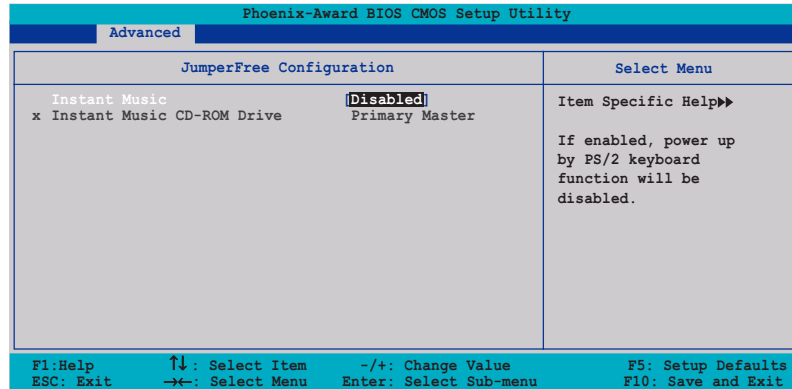 Phoenix-Award BIOS CMOS Setup Utility
Advanced
JumperFree Configuration
Select Menu
Instant Music [Disabled]
x Instant Music CD-ROM Drive Primary Master
Item Specific Help▶▶
If enabled, power up
by PS/2 keyboard
function will be
disabled.
F1:Help ↑↓: Select Item -/+: Change Value F5: Setup Defaults
ESC: Exit →←: Select Menu Enter: Select Sub-menu F10: Save and Exit